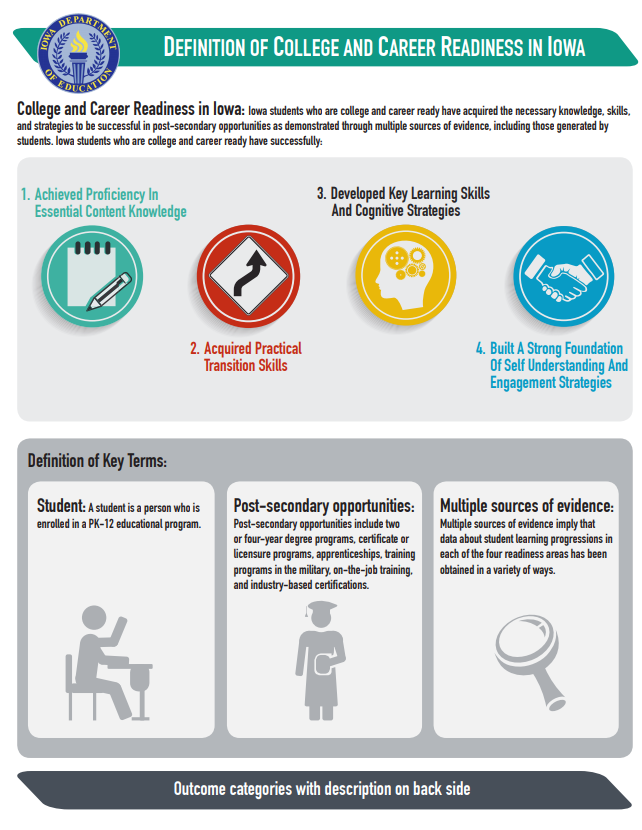 IOWA DEPARTMENT
OF EDUCATION
DEFINITION OF COLLEGE AND CAREER READINESS IN IOWA
College and Career Readiness in Iowa: Iowa students who are college and career ready have acquired the necessary knowledge, skills,
and strategies to be successful in post-secondary opportunities as demonstrated through multiple sources of evidence, including those generated by
students. Iowa students who are college and career ready have successfully:
1. Achieved Proficiency In
Essential Content Knowledge
2. Acquired Practical
Transition Skills
3. Developed Key Learning Skills
And Cognitive Strategies
4. Built A Strong Foundation
Of Self Understanding And
Engagement Strategies
Definition of Key Terms:
Student: A student is a person who is
enrolled in a PK-12 educational program.
Post-secondary opportunities:
Post-secondary opportunities include two
or four-year degree programs, certificate or
licensure programs, apprenticeships, training
programs in the military, on-the-job training,
and industry-based certifications.
Multiple sources of evidence:
Multiple sources of evidence imply that
data about student learning progressions in
each of the four readiness areas has been
obtained in a variety of ways.
Outcome categories with description on back side